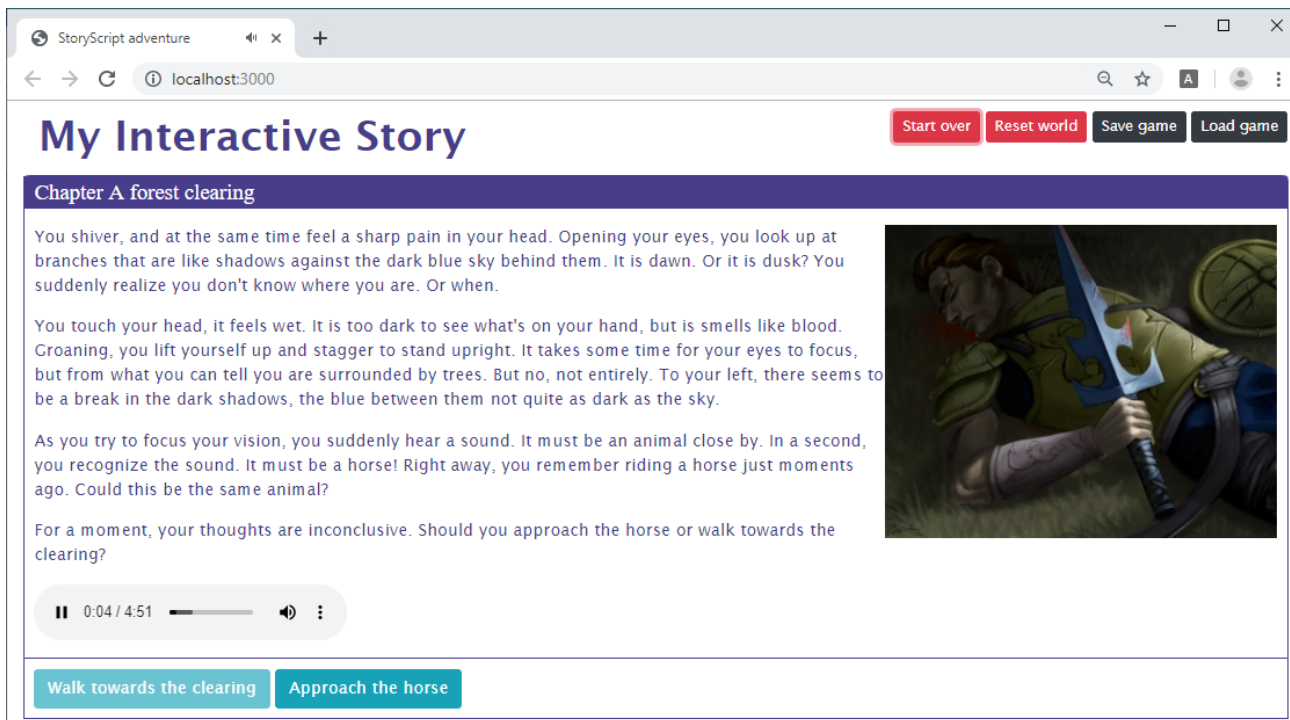 StoryScript adventure
localhost:3000
A
My Interactive Story
Start over
Reset world
Save game
Load game
Chapter A forest clearing
You shiver, and at the same time feel a sharp pain in your head. Opening your eyes, you look up at
branches that are like shadows against the dark blue sky behind them. It is dawn. Or it is dusk? You
suddenly realize you don't know where you are. Or when.
You touch your head, it feels wet. It is too dark to see what's on your hand, but is smells like blood.
Groaning, you lift yourself up and stagger to stand upright. It takes some time for your eyes to focus,
but from what you can tell you are surrounded by trees. But no, not entirely. To your left, there seems to
be a break in the dark shadows, the blue between them not quite as dark as the sky.
As you try to focus your vision, you suddenly hear a sound. It must be an animal close by. In a second,
you recognize the sound. It must be a horse! Right away, you remember riding a horse just moments
ago. Could this be the same animal?
For a moment, your thoughts are inconclusive. Should you approach the horse or walk towards the
clearing?
0:04 / 4:51
Walk towards the clearing
Approach the horse